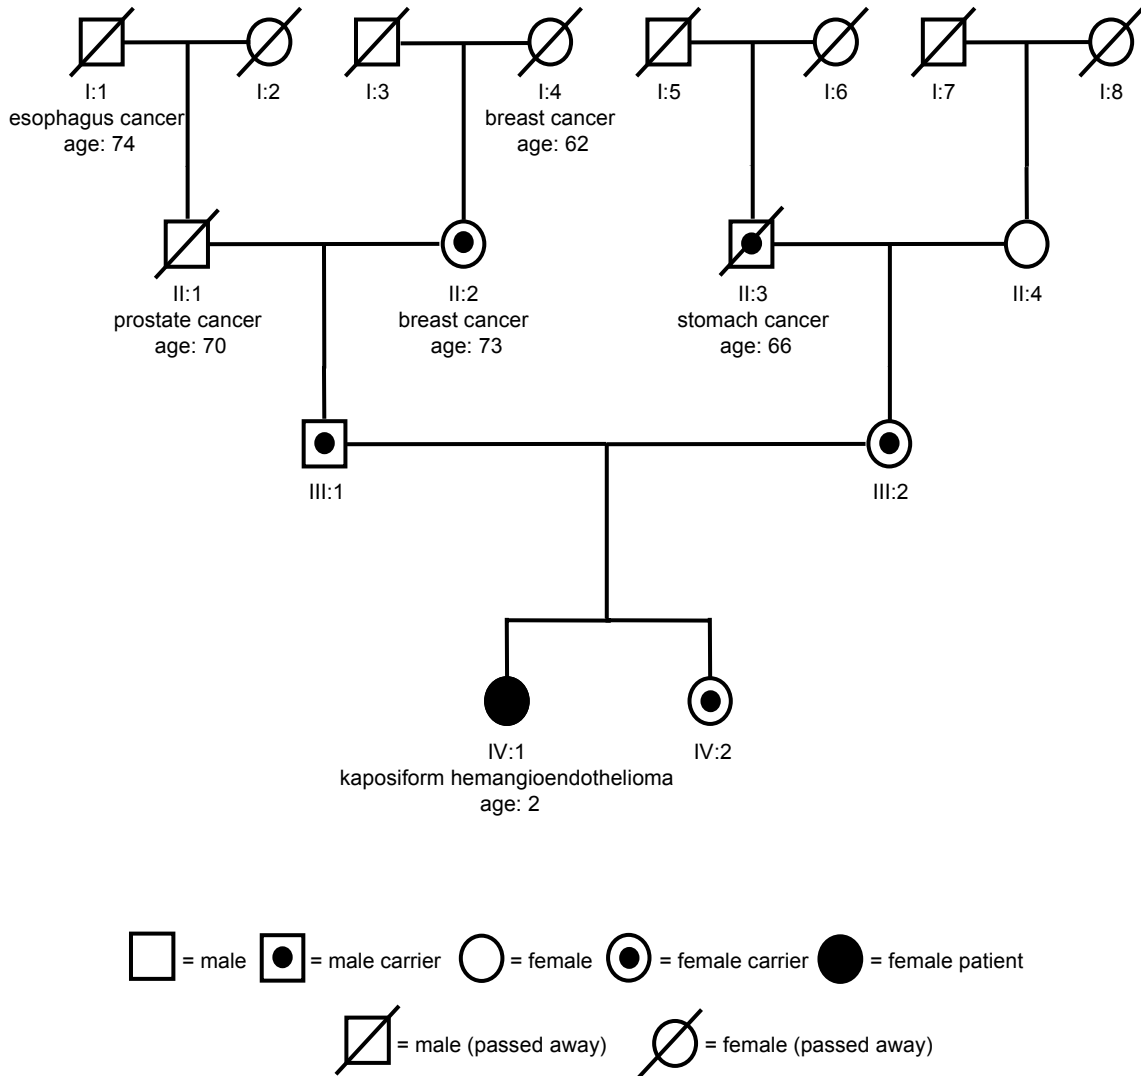 I:1
I:2
I:3
I:4
I:5
I:6
I:7
I:8
esophagus cancer
age: 74
breast cancer
age: 62
II:1
II:2
II:3
II:4
prostate cancer
age: 70
breast cancer
age: 73
stomach cancer
age: 66
III:1
III:2
IV:1
IV:2
kaposiform hemangioendothelioma
age: 2
= male
= male carrier
= female
= female carrier
= female patient
= male (passed away)
= female (passed away)